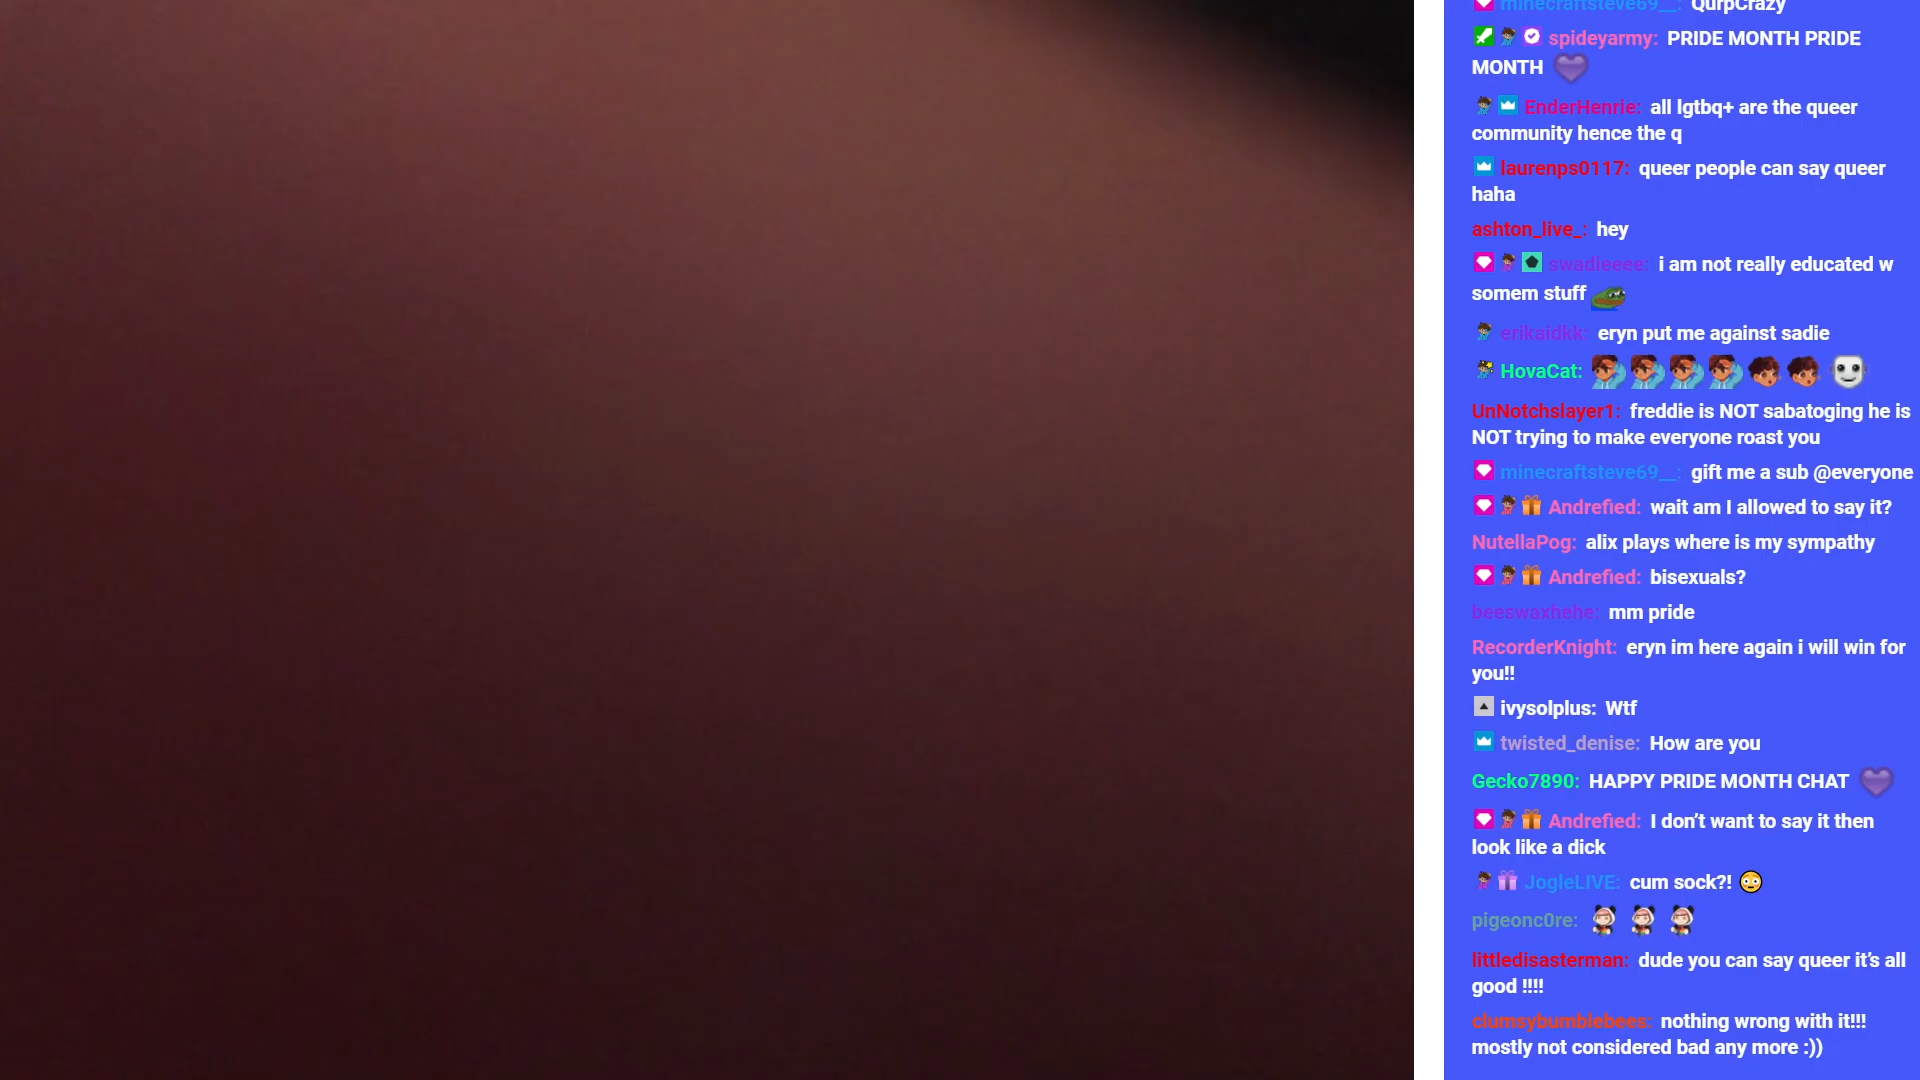 minecraftsteve69__: QurpCrazy
spideyarmy: PRIDE MONTH PRIDE
MONTH
EnderHenrie: all lgtbq+ are the queer
community hence the q
laurenps0117: queer people can say queer
haha
ashton_live_: hey
swadleeee: i am not really educated w
somem stuff
erikaidkk: eryn put me against sadie
HovaCat:
UnNotchslayer1: freddie is NOT sabatoging he is
NOT trying to make everyone roast you
minecraftsteve69__: gift me a sub @everyone
Andrefied: wait am I allowed to say it?
NutellaPog: alix plays where is my sympathy
Andrefied: bisexuals?
beeswaxhehe: mm pride
RecorderKnight: eryn im here again i will win for
you!!
ivysolplus: Wtf
twisted_denise: How are you
Gecko7890: HAPPY PRIDE MONTH CHAT
Andrefied: I don’t want to say it then
look like a dick
JogleLIVE: cum sock?!
pigeonc0re:
littledisasterman: dude you can say queer it’s all
good !!!!
clumsybumblebees: nothing wrong with it!!!
mostly not considered bad any more :))